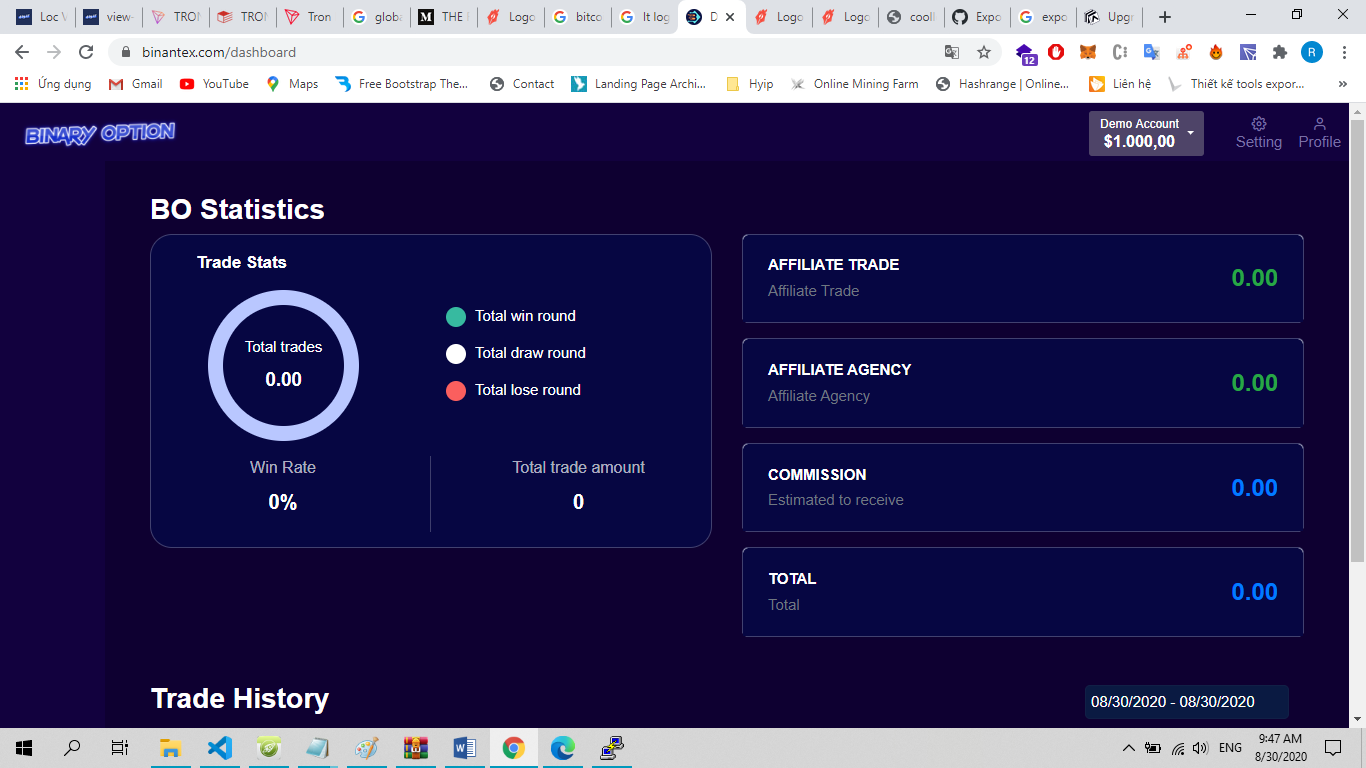 Loc V
view-
TRON
TRON
Tron
globa
THE I
Logo
bitco
It log
D
Logo
Logo
cooll
Expo
expo
Upgr
binantex.com/dashboard
12
R
Ứng dụng
Gmail
YouTube
Maps
Free Bootstrap The...
Contact
Landing Page Archi...
Hyip
Online Mining Farm
Hashrange | Online...
Liên hệ
Thiết kế tools expor...
»
BINARY OPTION
Demo Account
$1.000,00
Setting
Profile
BO Statistics
Trade Stats
Total trades
0.00
Total win round
Total draw round
Total lose round
Win Rate
0%
Total trade amount
0
AFFILIATE TRADE
Affiliate Trade
0.00
AFFILIATE AGENCY
Affiliate Agency
0.00
COMMISSION
Estimated to receive
0.00
TOTAL
Total
0.00
Trade History
08/30/2020 - 08/30/2020
ENG
9:47 AM
8/30/2020